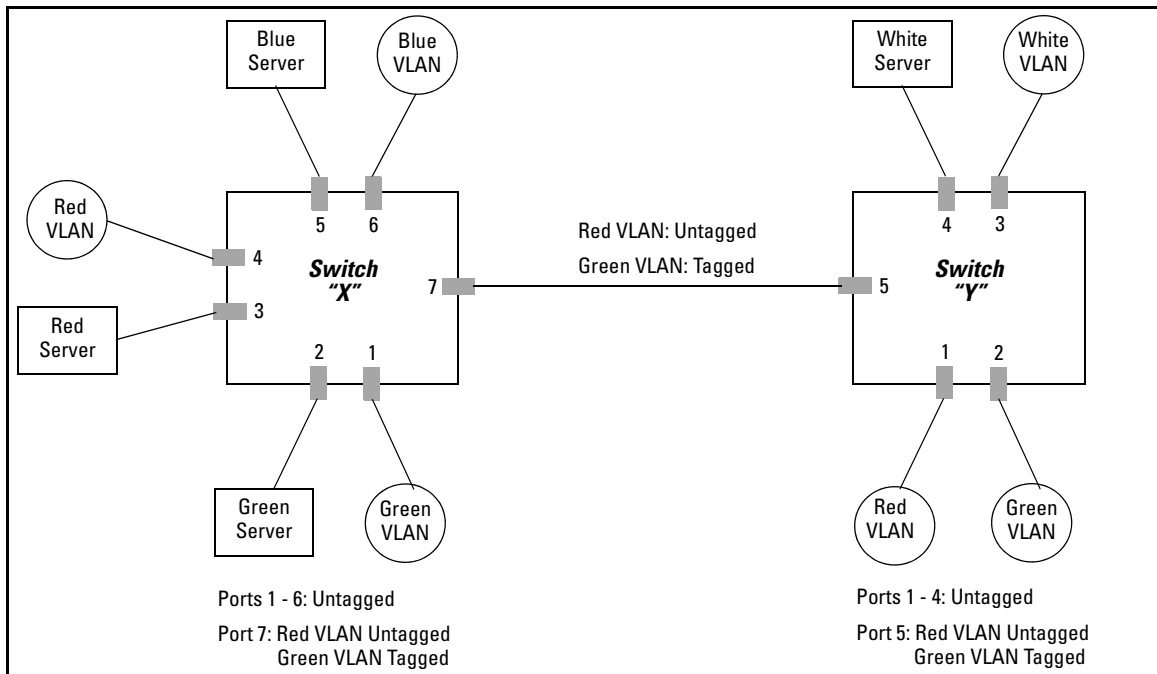 Blue
Server
Blue
VLAN
White
Server
White
VLAN
Red
VLAN
Red
Server
5
6
4
3
7
2
1
Switch
"X"
Red VLAN: Untagged
Green VLAN: Tagged
4
3
5
Switch
"Y"
1
2
Green
Server
Green
VLAN
Red
VLAN
Green
VLAN
Ports 1 - 6: Untagged
Port 7: Red VLAN Untagged
Green VLAN Tagged
Ports 1 - 4: Untagged
Port 5: Red VLAN Untagged
Green VLAN Tagged